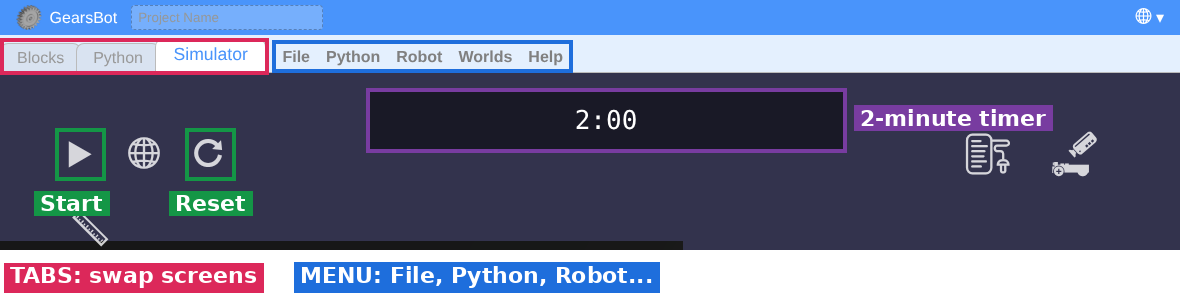 GearsBot Project Name
Blocks Python Simulator File Python Robot Worlds Help
2:00
2-minute timer
Start Reset
TABS: swap screens MENU: File, Python, Robot...